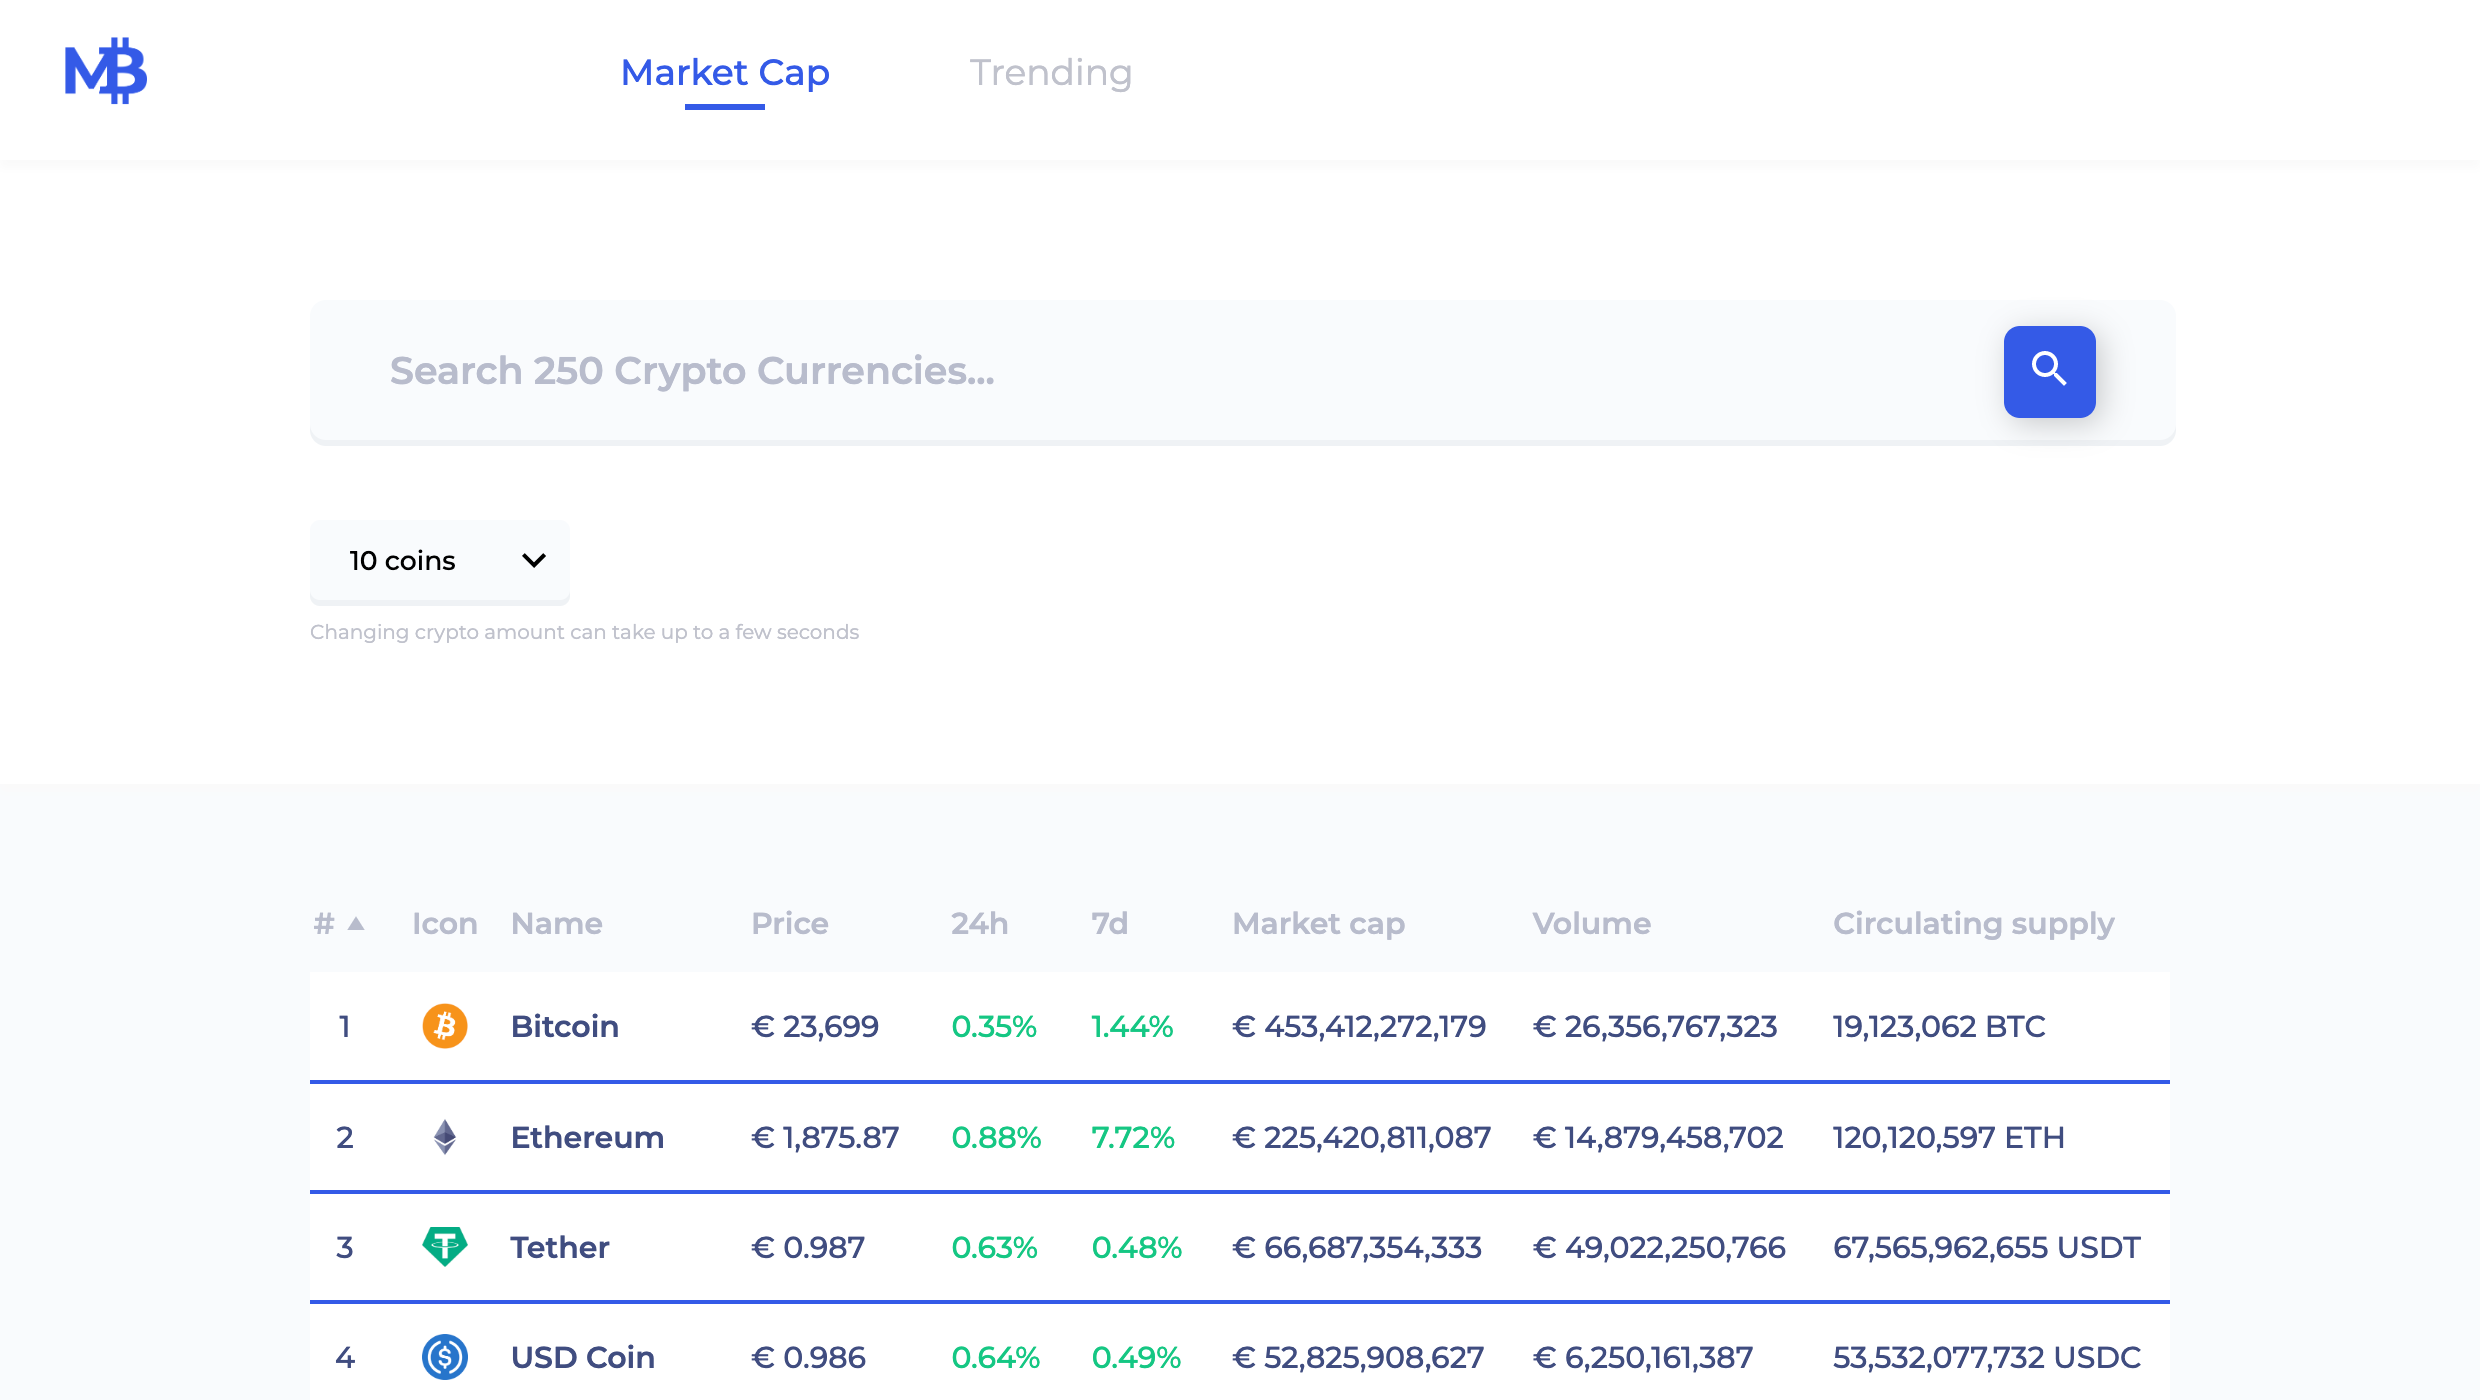 MB
Market Cap Trending
Search 250 Crypto Currencies...
10 coins
Changing crypto amount can take up to a few seconds
# ▲ Icon Name Price 24h 7d Market cap Volume Circulating supply
1 Bitcoin € 23,699 0.35% 1.44% € 453,412,272,179 € 26,356,767,323 19,123,062 BTC
2 Ethereum € 1,875.87 0.88% 7.72% € 225,420,811,087 € 14,879,458,702 120,120,597 ETH
3 Tether € 0.987 0.63% 0.48% € 66,687,354,333 € 49,022,250,766 67,565,962,655 USDT
4 USD Coin € 0.986 0.64% 0.49% € 52,825,908,627 € 6,250,161,387 53,532,077,732 USDC